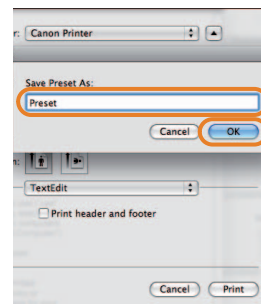 r: Canon Printer
Save Preset As:
Preset
Cancel OK
n:
TextEdit
Print header and footer
Cancel Print